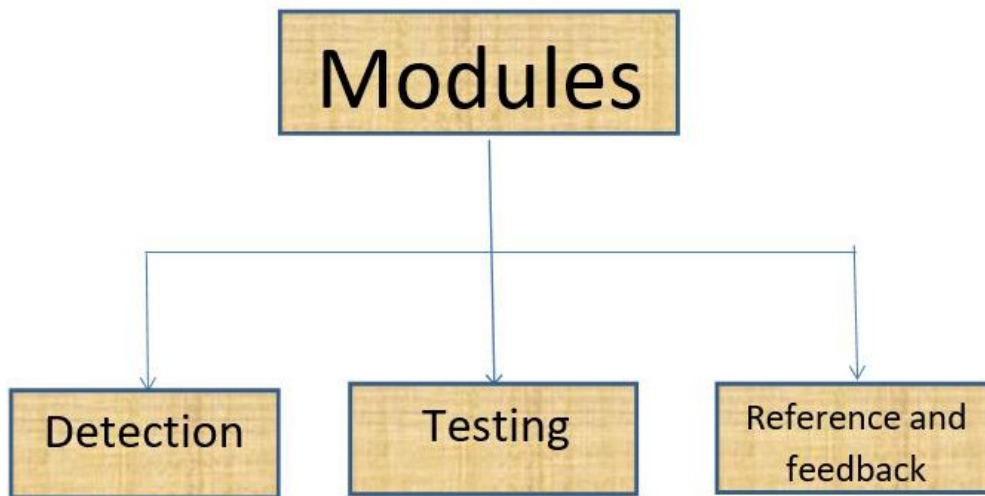 Modules
Detection
Testing
Reference and
feedback